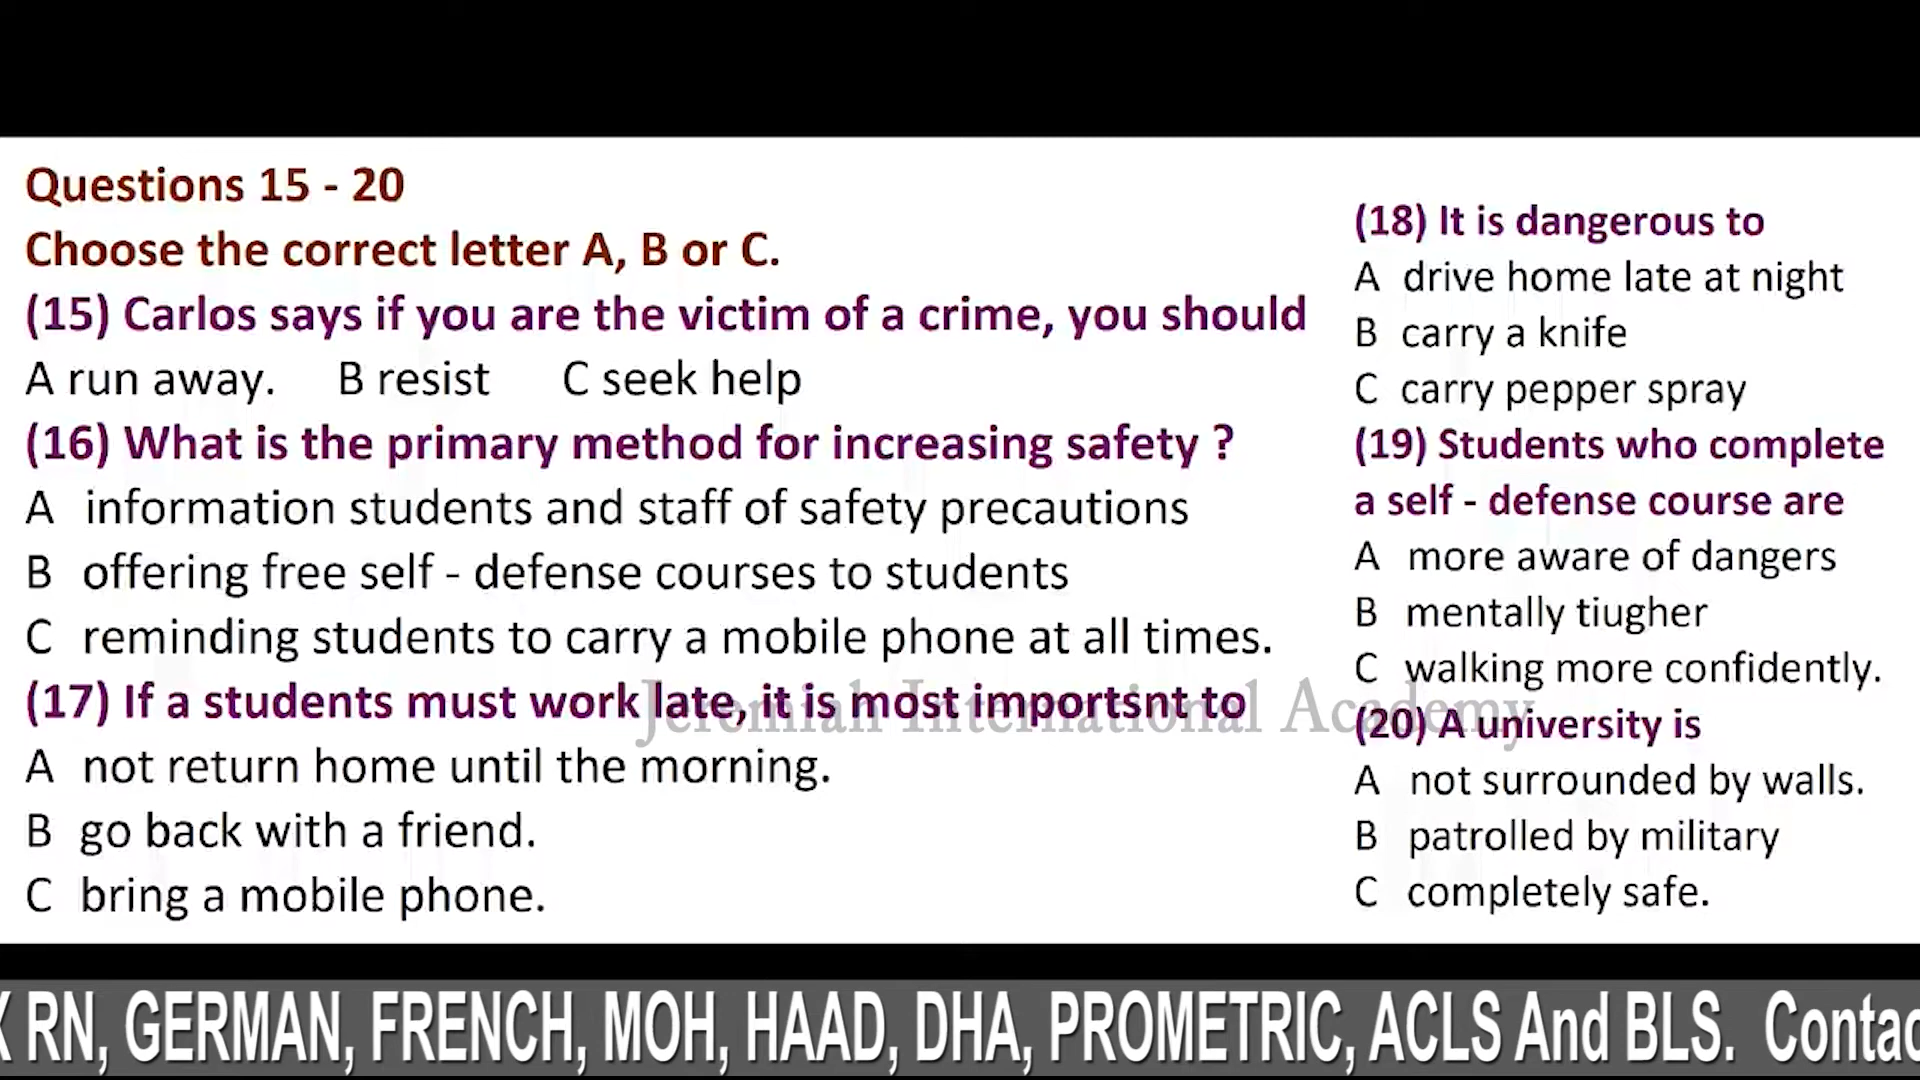 Questions 15 - 20
Choose the correct letter A, B or C.
(15) Carlos says if you are the victim of a crime, you should
A run away. B resist C seek help
(16) What is the primary method for increasing safety ?
A information students and staff of safety precautions
B offering free self - defense courses to students
C reminding students to carry a mobile phone at all times.
(17) If a students must work late, it is most importsnt to
A not return home until the morning.
B go back with a friend.
C bring a mobile phone.
(18) It is dangerous to
A drive home late at night
B carry a knife
C carry pepper spray
(19) Students who complete
a self - defense course are
A more aware of dangers
B mentally tiugher
C walking more confidently.
(20) A university is
A not surrounded by walls.
B patrolled by military
C completely safe.
Jeremiah International Academy
X RN, GERMAN, FRENCH, MOH, HAAD, DHA, PROMETRIC, ACLS And BLS. Contac